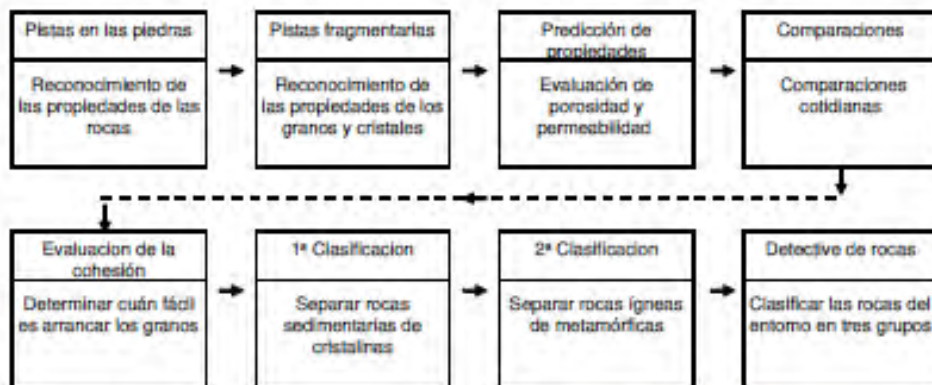 Pistas en las piedras
Reconocimiento de
las propiedades de las
rocas
Pistas fragmentarias
Reconocimiento de
las propiedades de los
granos y cristales
Predicción de
propiedades
Evaluación de
porosidad y
permeabilidad
Comparaciones
Comparaciones
cotidianas
Evaluacion de la
cohesión
Determinar cuán fácil
es arrancar los granos
1ª Clasificacion
Separar rocas
sedimentarias de
cristalinas
2ª Clasificacion
Separar rocas ígneas
de metamórficas
Detective de rocas
Clasificar las rocas del
entorno en tres grupos